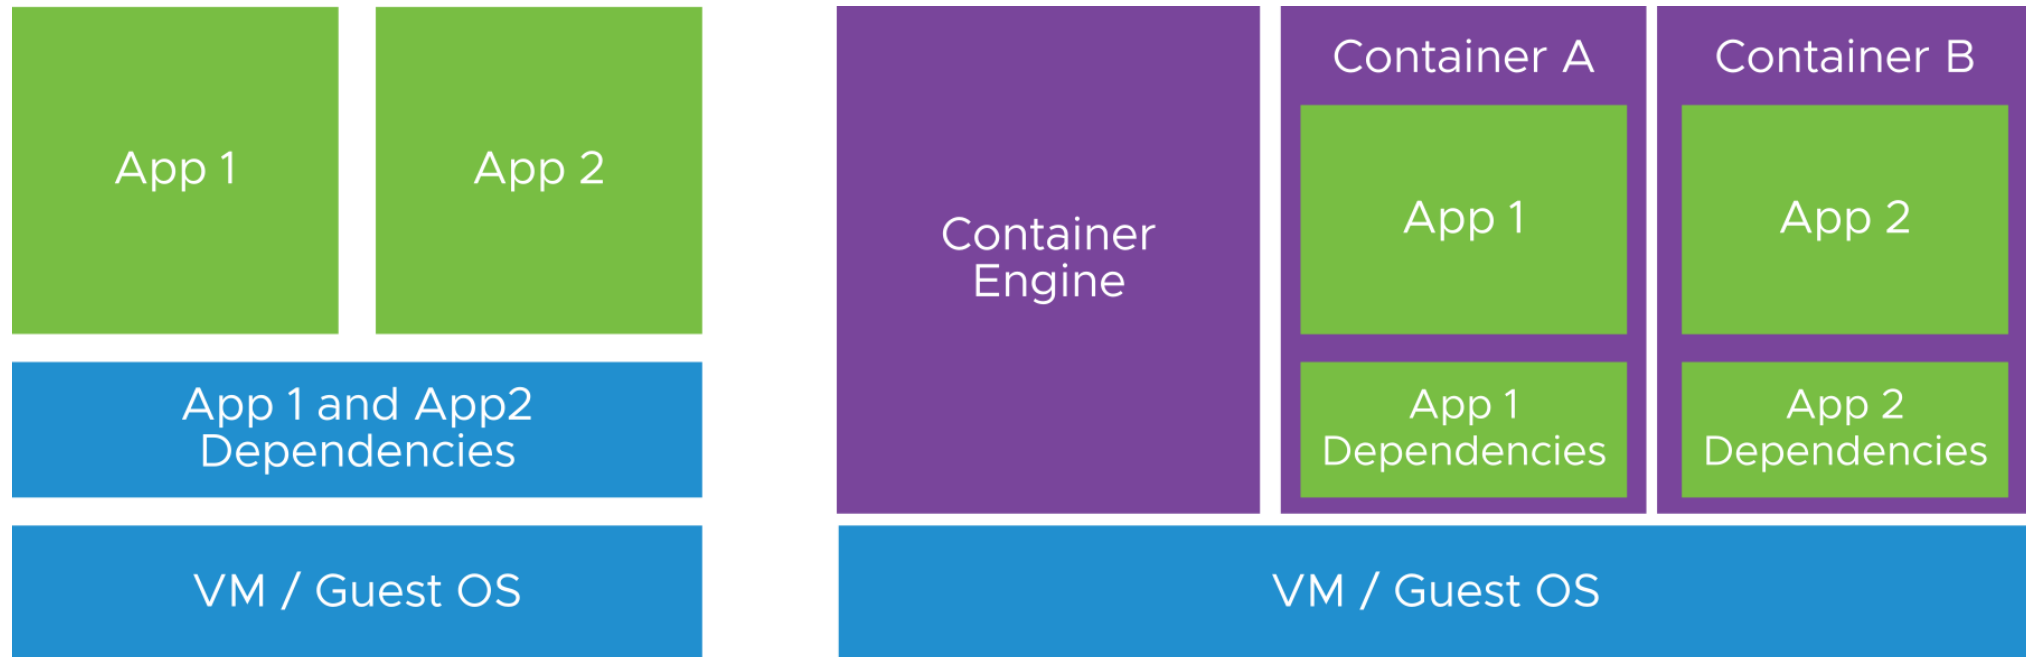 App 1
App 2
App 1 and App2
Dependencies
VM / Guest OS
Container
Engine
Container A
App 1
App 1
Dependencies
Container B
App 2
App 2
Dependencies
VM / Guest OS